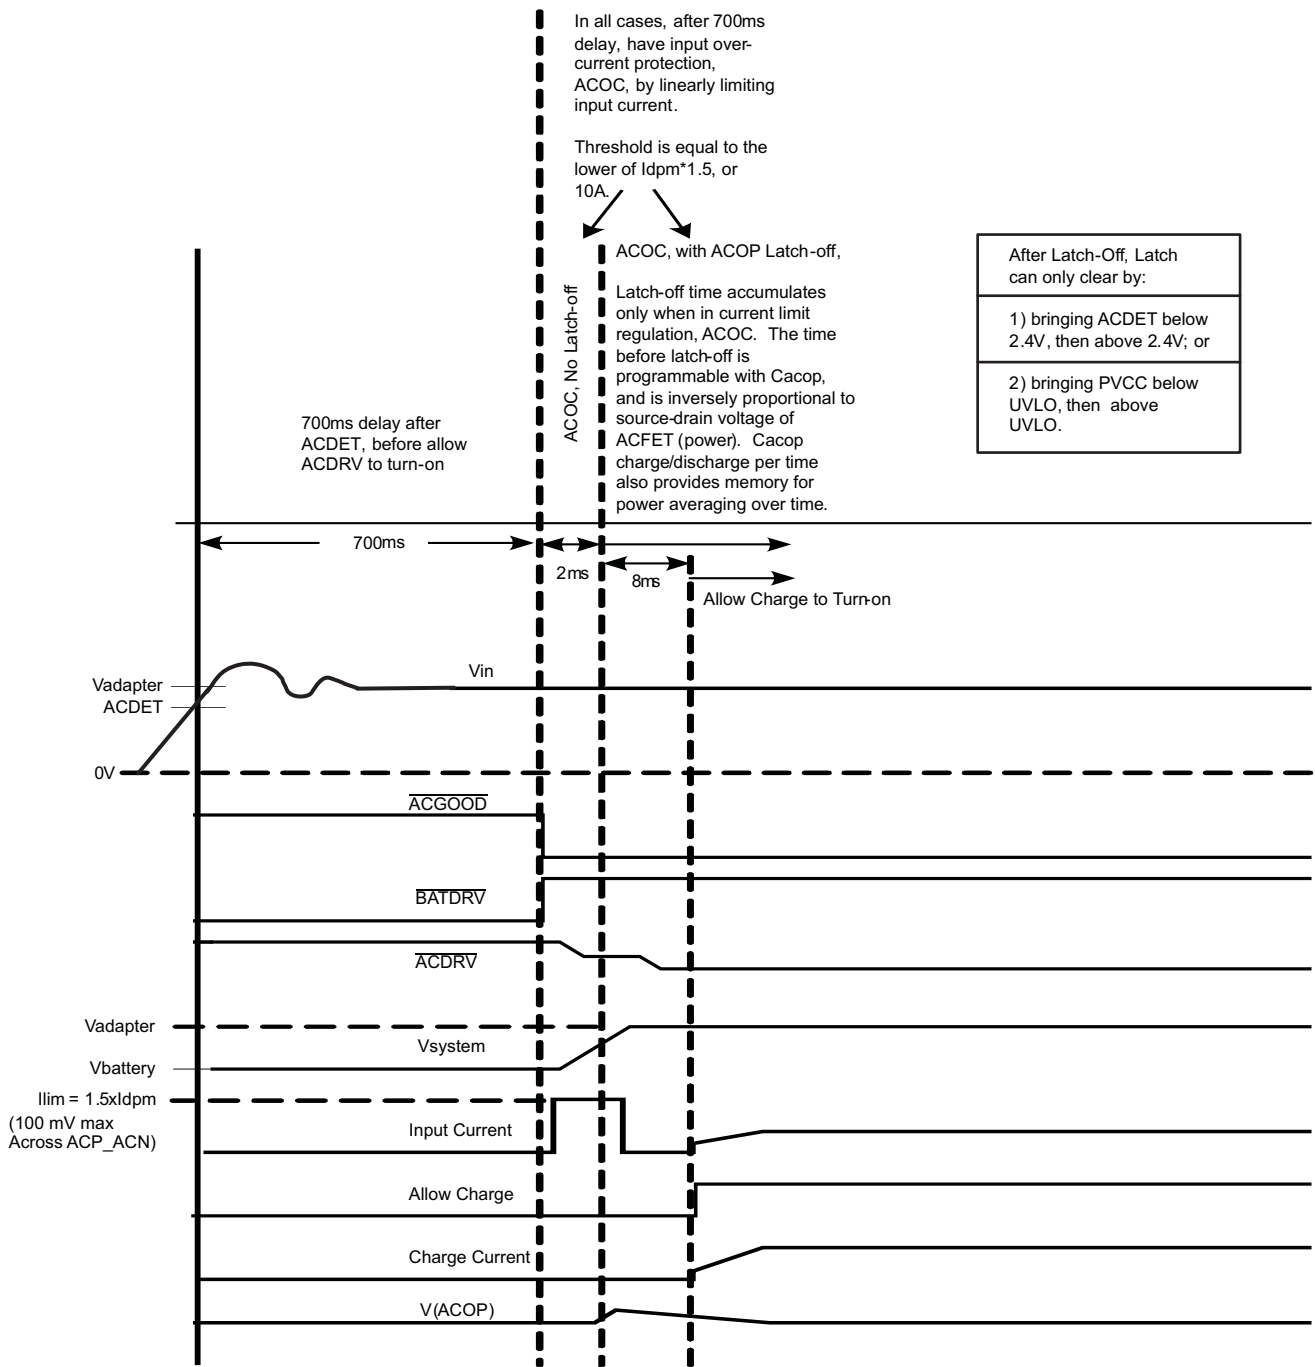 In all cases, after 700ms
delay, have input over-
current protection,
ACOC, by linearly limiting
input current.
Threshold is equal to the
lower of Idpm*1.5, or
10A.
ACOC, No Latch-off
ACOC, with ACOP Latch-off,
Latch-off time accumulates
only when in current limit
regulation, ACOC. The time
before latch-off is
programmable with Cacop,
and is inversely proportional to
source-drain voltage of
ACFET (power). Cacop
charge/discharge per time
also provides memory for
power averaging over time.
After Latch-Off, Latch
can only clear by:
1) bringing ACDET below
2.4V, then above 2.4V; or
2) bringing PVCC below
UVLO, then above
UVLO.
700ms delay after
ACDET, before allow
ACDRV to turn-on
700ms
2ms
8ms
Allow Charge to Turn-on
Vin
Vadapter
ACDET
0V
ACGOOD
BATDRV
ACDRV
Vadapter
Vsystem
Vbattery
Ilim = 1.5xIdpm
(100 mV max
Across ACP_ACN)
Input Current
Allow Charge
Charge Current
V(ACOP)